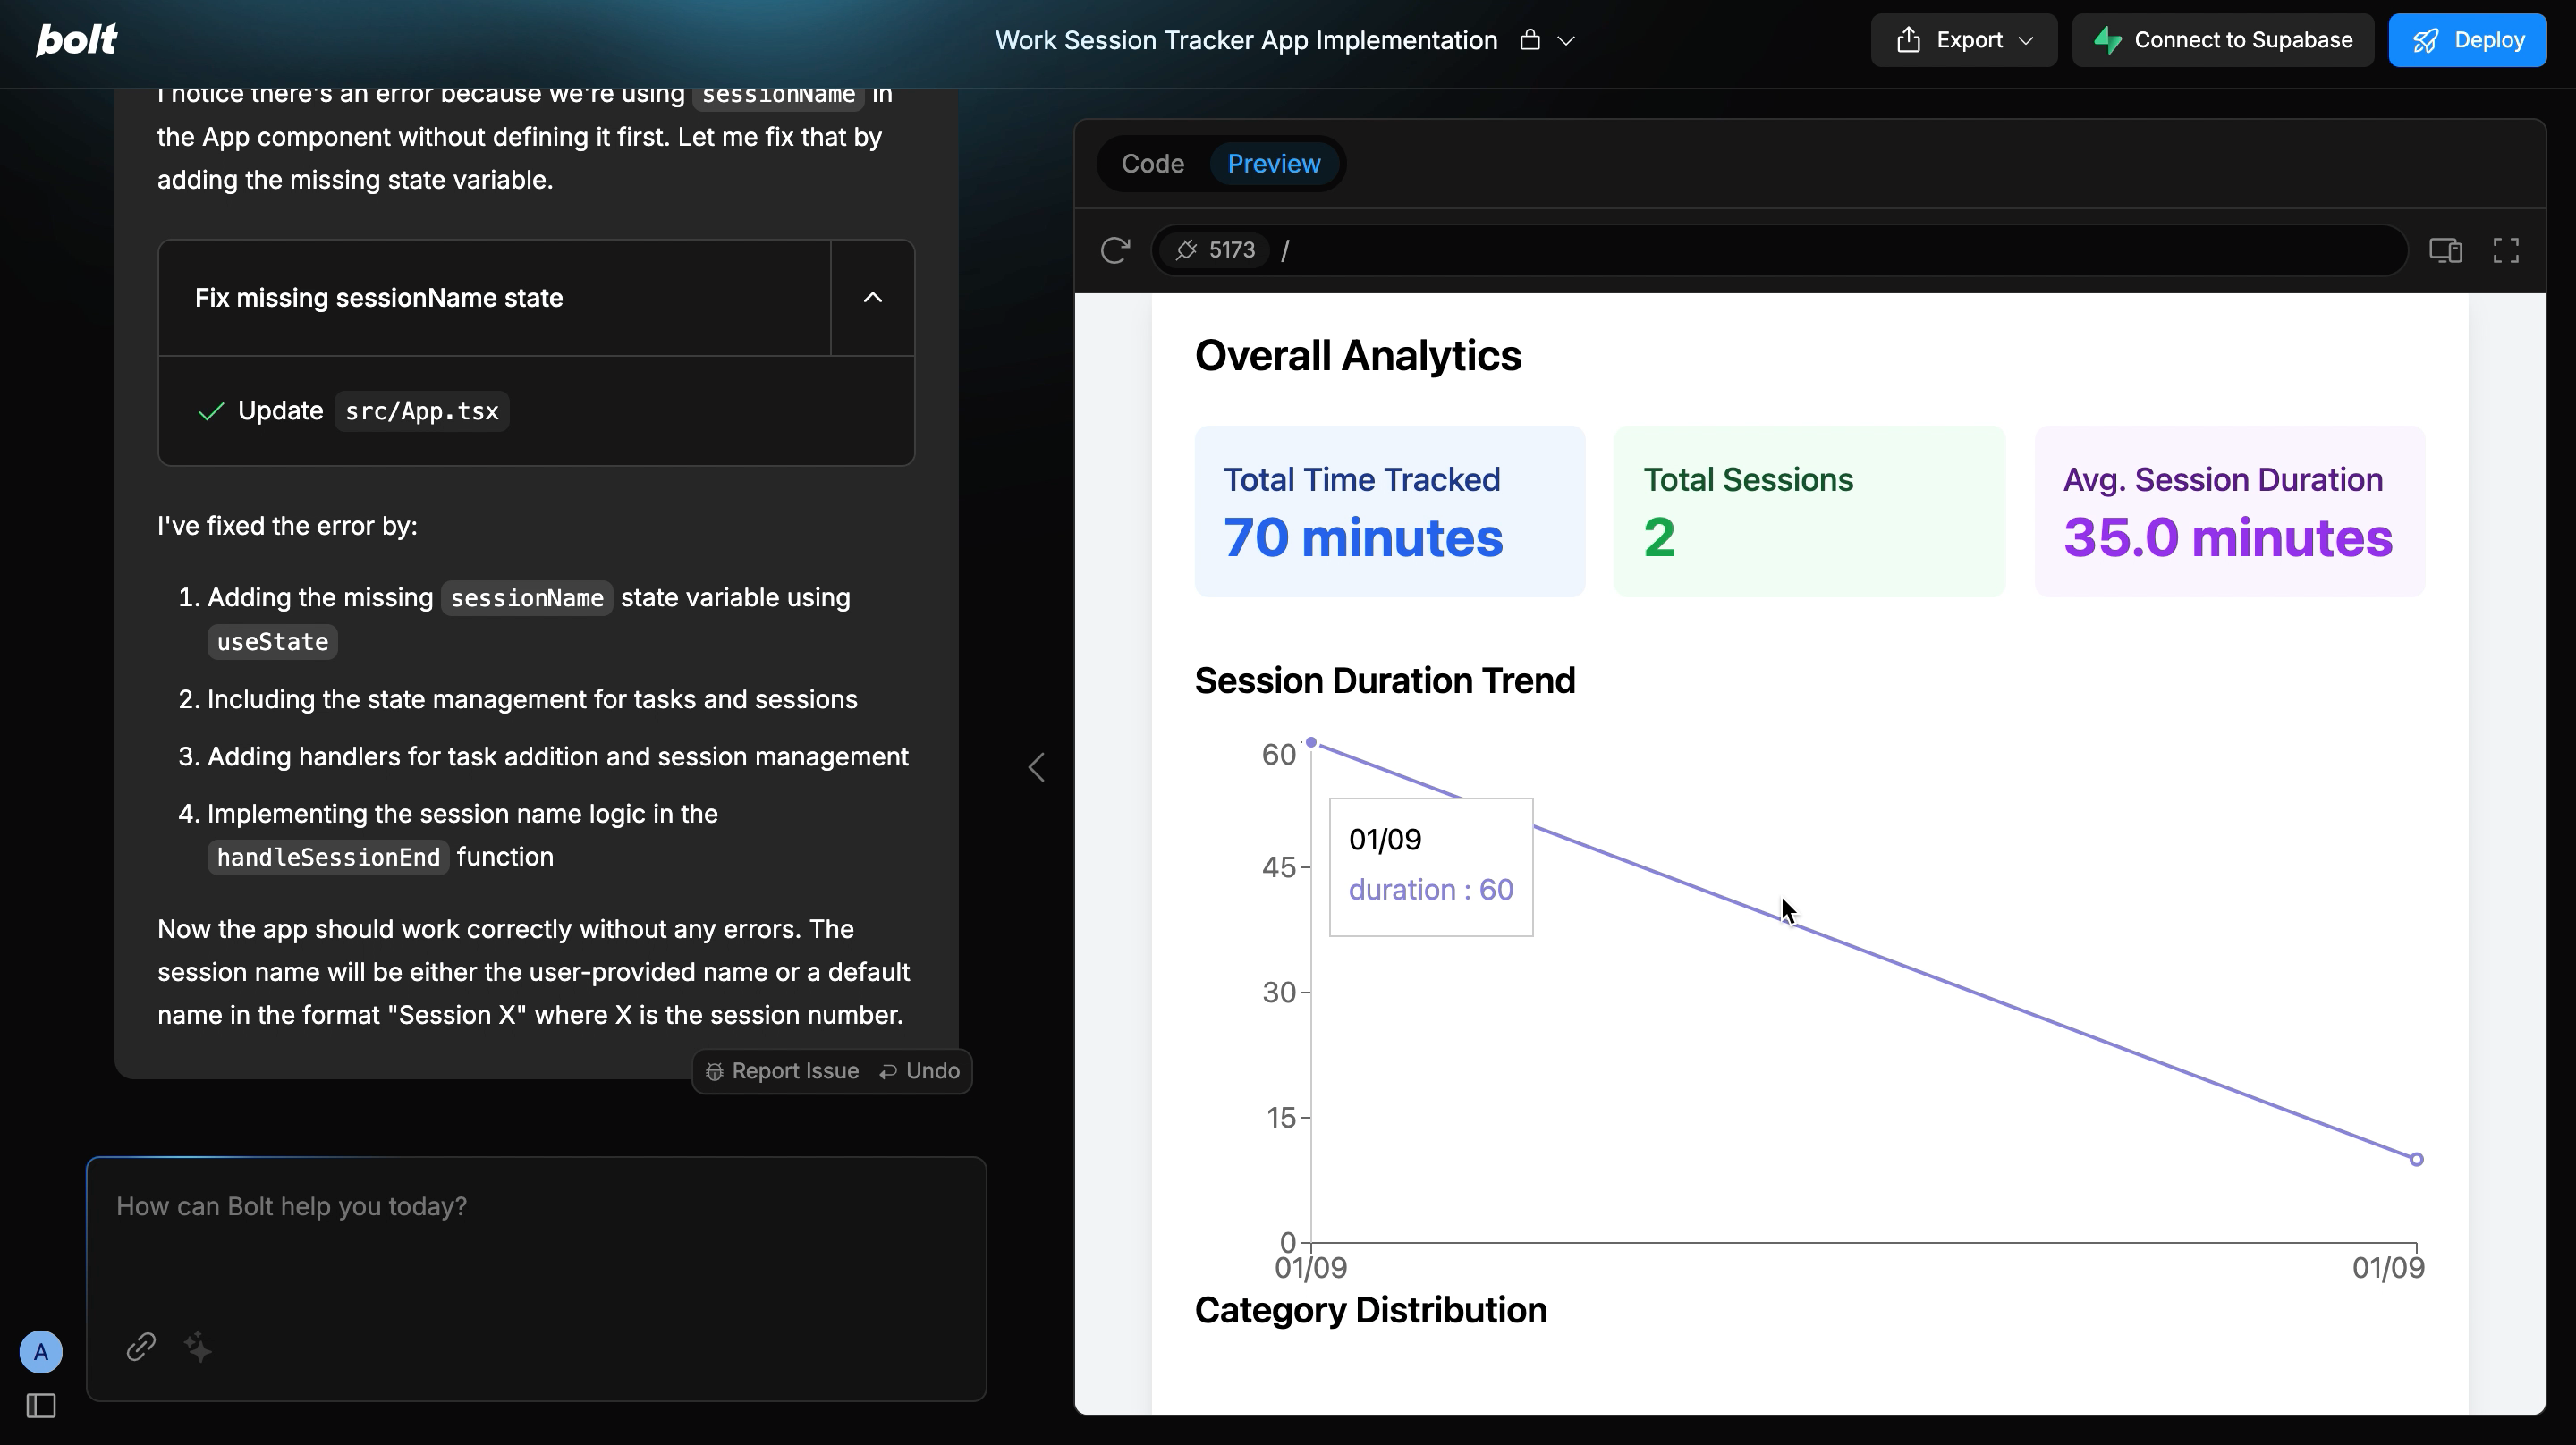 bolt
Work Session Tracker App Implementation
Export
Connect to Supabase
Deploy
I notice there's an error because we're using sessionName in
the App component without defining it first. Let me fix that by
adding the missing state variable.
Fix missing sessionName state
Update src/App.tsx
I've fixed the error by:
1. Adding the missing sessionName state variable using
useState
2. Including the state management for tasks and sessions
3. Adding handlers for task addition and session management
4. Implementing the session name logic in the
handleSessionEnd function
Now the app should work correctly without any errors. The
session name will be either the user-provided name or a default
name in the format "Session X" where X is the session number.
Report Issue
Undo
How can Bolt help you today?
A
Code
Preview
5173 /
Overall Analytics
Total Time Tracked
70 minutes
Total Sessions
2
Avg. Session Duration
35.0 minutes
Session Duration Trend
60
45
30
15
0
01/09
duration : 60
01/09
01/09
Category Distribution